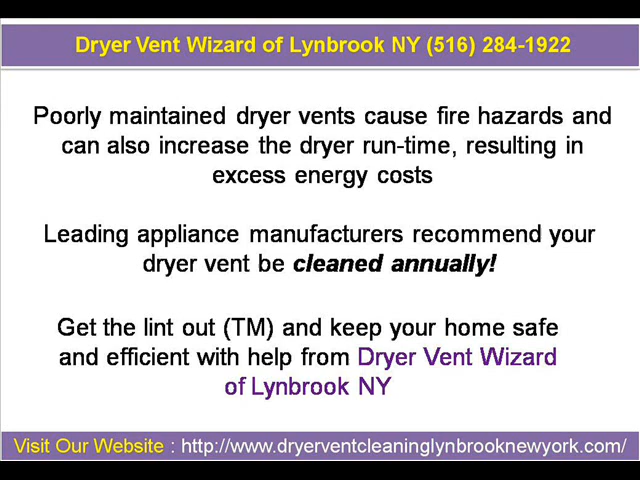 Dryer Vent Wizard of Lynbrook NY (516) 284-1922
Poorly maintained dryer vents cause fire hazards and
can also increase the dryer run-time, resulting in
excess energy costs
Leading appliance manufacturers recommend your
dryer vent be cleaned annually!
Get the lint out (TM) and keep your home safe
and efficient with help from Dryer Vent Wizard
of Lynbrook NY
Visit Our Website : http://www.dryerventcleaninglynbrooknewyork.com/